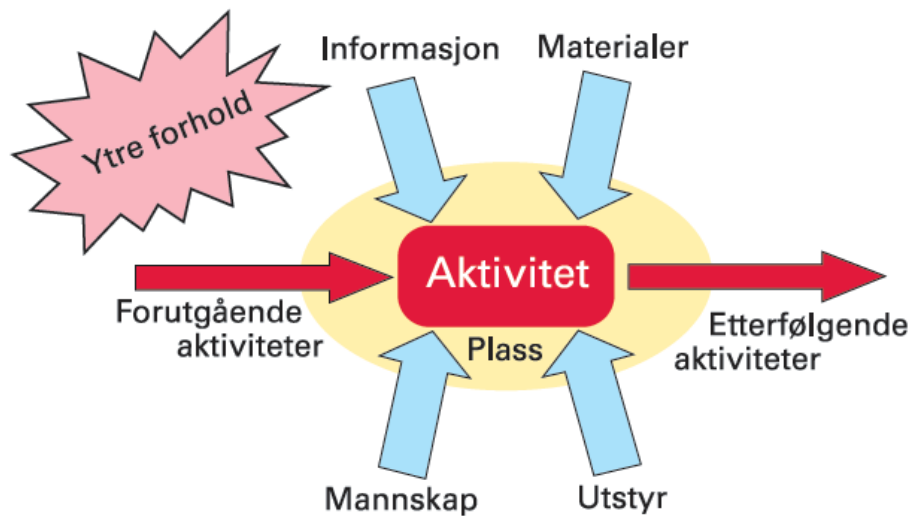 Informasjon
Materialer
Ytre forhold
Aktivitet
Forutgående
aktiviteter
Plass
Etterfølgende
aktiviteter
Mannskap
Utstyr